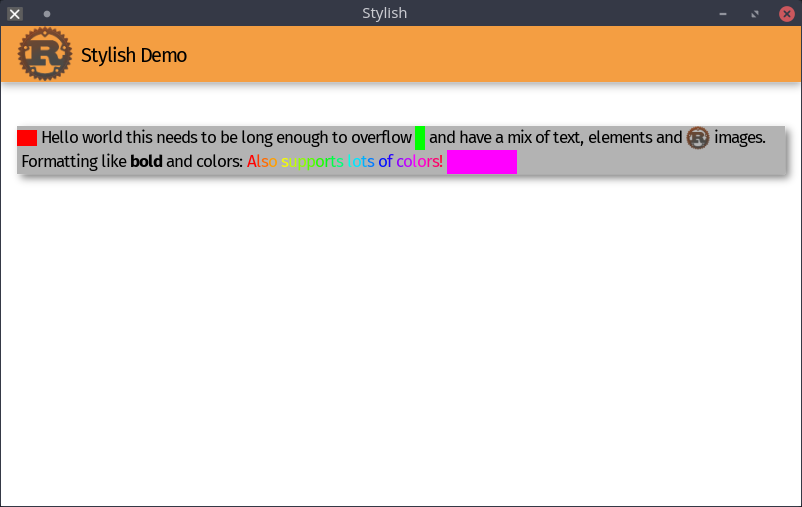 Stylish
R
Stylish Demo
Hello world this needs to be long enough to overflow and have a mix of text, elements and R images.
Formatting like bold and colors: Also supports lots of colors!